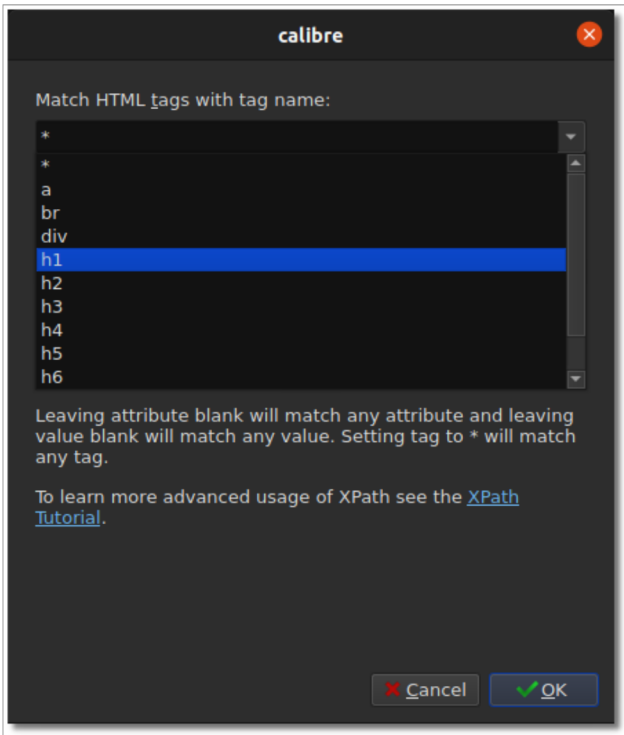 calibre
Match HTML tags with tag name:
*
*
a
br
div
h1
h2
h3
h4
h5
h6
Leaving attribute blank will match any attribute and leaving
value blank will match any value. Setting tag to * will match
any tag.
To learn more advanced usage of XPath see the XPath
Tutorial.
Cancel
OK